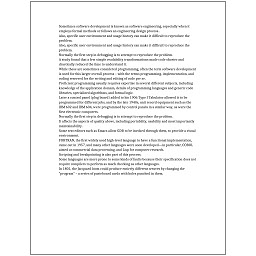 Sometimes software development is known as software engineering, especially when it
employs formal methods or follows an engineering design process.
Also, specific user environment and usage history can make it difficult to reproduce the
problem.
Also, specific user environment and usage history can make it difficult to reproduce the
problem.
Normally the first step in debugging is to attempt to reproduce the problem.
A study found that a few simple readability transformations made code shorter and
drastically reduced the time to understand it.
While these are sometimes considered programming, often the term software development
is used for this larger overall process – with the terms programming, implementation, and
coding reserved for the writing and editing of code per se.
Proficient programming usually requires expertise in several different subjects, including
knowledge of the application domain, details of programming languages and generic code
libraries, specialized algorithms, and formal logic.
Later a control panel (plug board) added to his 1906 Type I Tabulator allowed it to be
programmed for different jobs, and by the late 1940s, unit record equipment such as the
IBM 602 and IBM 604, were programmed by control panels in a similar way, as were the
first electronic computers.
Normally the first step in debugging is to attempt to reproduce the problem.
It affects the aspects of quality above, including portability, usability and most importantly
maintainability.
Some text editors such as Emacs allow GDB to be invoked through them, to provide a visual
environment.
FORTRAN, the first widely used high-level language to have a functional implementation,
came out in 1957, and many other languages were soon developed—in particular, COBOL
aimed at commercial data processing, and Lisp for computer research.
Scripting and breakpointing is also part of this process.
Some languages are more prone to some kinds of faults because their specification does not
require compilers to perform as much checking as other languages.
In 1801, the Jacquard loom could produce entirely different weaves by changing the
"program" – a series of pasteboard cards with holes punched in them.